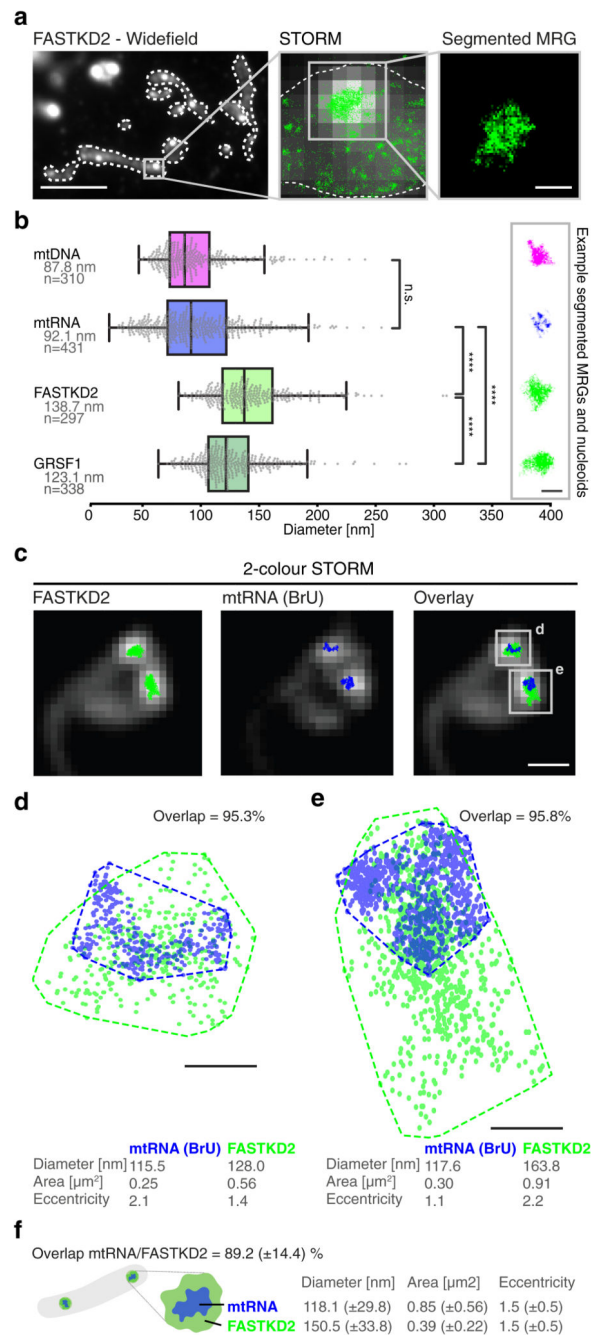 a
FASTKD2 - Widefield
STORM
Segmented MRG
b
mtDNA
87.8 nm
n=310
mtRNA
92.1 nm
n=431
FASTKD2
138.7 nm
n=297
GRSF1
123.1 nm
n=338
n.s.
****
****
****
Example segmented MRGs and nucleoids
0 50 100 150 200 250 300 350 400
Diameter [nm]
c
2-colour STORM
FASTKD2
mtRNA (BrU)
Overlay
d
e
d
Overlap = 95.3%
mtRNA (BrU) FASTKD2
Diameter [nm] 115.5 128.0
Area [µm²] 0.25 0.56
Eccentricity 2.1 1.4
e
Overlap = 95.8%
mtRNA (BrU) FASTKD2
Diameter [nm] 117.6 163.8
Area [µm²] 0.30 0.91
Eccentricity 1.1 2.2
f
Overlap mtRNA/FASTKD2 = 89.2 (±14.4) %
Diameter [nm] Area [µm2] Eccentricity
mtRNA 118.1 (±29.8) 0.85 (±0.56) 1.5 (±0.5)
FASTKD2 150.5 (±33.8) 0.39 (±0.22) 1.5 (±0.5)